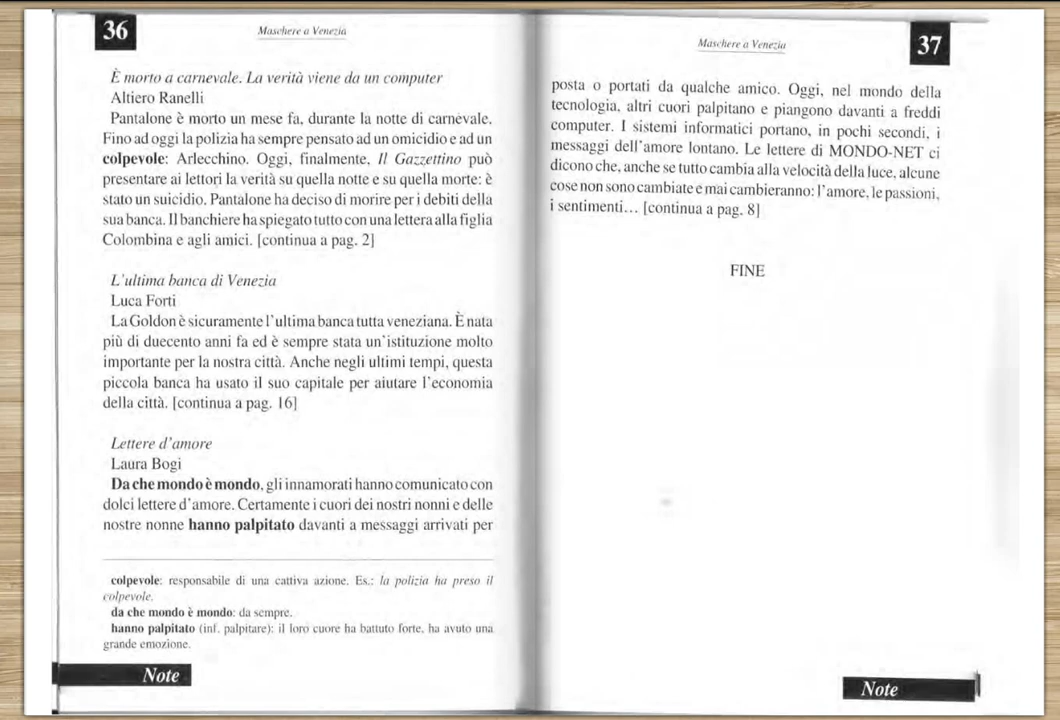 36
Maschere a Venezia
È morto a carnevale. La verità viene da un computer
Altiero Ranelli
Pantalone è morto un mese fa, durante la notte di carnevale.
Fino ad oggi la polizia ha sempre pensato ad un omicidio e ad un
colpevole: Arlecchino. Oggi, finalmente, Il Gazzettino può
presentare ai lettori la verità su quella notte e su quella morte: è
stato un suicidio. Pantalone ha deciso di morire per i debiti della
sua banca. Il banchiere ha spiegato tutto con una lettera alla figlia
Colombina e agli amici. [continua a pag. 2]
L'ultima banca di Venezia
Luca Forti
La Goldon è sicuramente l'ultima banca tutta veneziana. È nata
più di duecento anni fa ed è sempre stata un'istituzione molto
importante per la nostra città. Anche negli ultimi tempi, questa
piccola banca ha usato il suo capitale per aiutare l'economia
della città. [continua a pag. 16]
Lettere d'amore
Laura Bogi
Da che mondo è mondo, gli innamorati hanno comunicato con
dolci lettere d'amore. Certamente i cuori dei nostri nonni e delle
nostre nonne hanno palpitato davanti a messaggi arrivati per
colpevole: responsabile di una cattiva azione. Es.: la polizia ha preso il
colpevole.
da che mondo è mondo: da sempre.
hanno palpitato (inf. palpitare): il loro cuore ha battuto forte, ha avuto una
grande emozione.
Note
Maschere a Venezia
37
posta o portati da qualche amico. Oggi, nel mondo della
tecnologia, altri cuori palpitano e piangono davanti a freddi
computer. I sistemi informatici portano, in pochi secondi, i
messaggi dell'amore lontano. Le lettere di MONDO-NET ci
dicono che, anche se tutto cambia alla velocità della luce, alcune
cose non sono cambiate e mai cambieranno: l'amore, le passioni,
i sentimenti... [continua a pag. 8]
FINE
Note